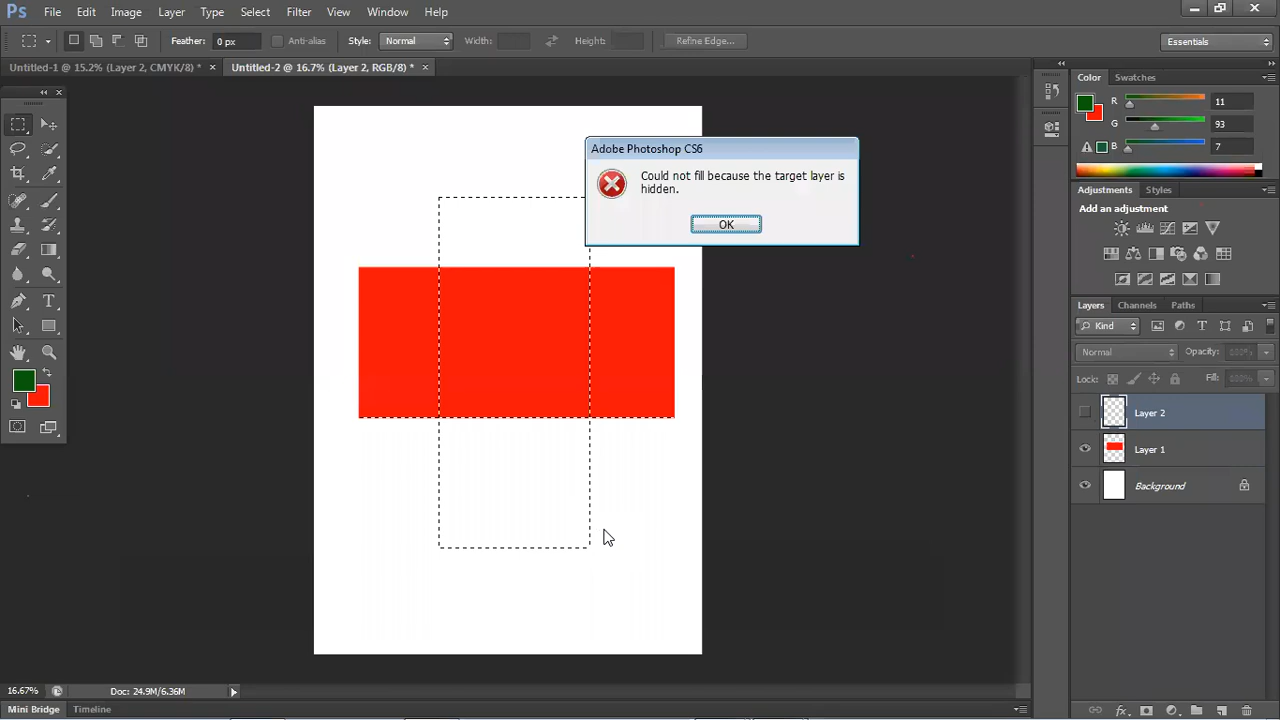 Ps File Edit Image Layer Type Select Filter View Window Help
Feather: 0 px Anti-alias Style: Normal Width: Height: Refine Edge... Essentials
Untitled-1 @ 15.2% (Layer 2, CMYK/8) * × Untitled-2 @ 16.7% (Layer 2, RGB/8) * ×
Color Swatches
R 11
G 93
B 7
Adobe Photoshop CS6
Could not fill because the target layer is
hidden.
OK
Adjustments Styles
Add an adjustment
Layers Channels Paths
Kind
Normal Opacity: 100%
Lock: Fill: 100%
Layer 2
Layer 1
Background
16.67% Doc: 24.9M/6.36M
Mini Bridge Timeline